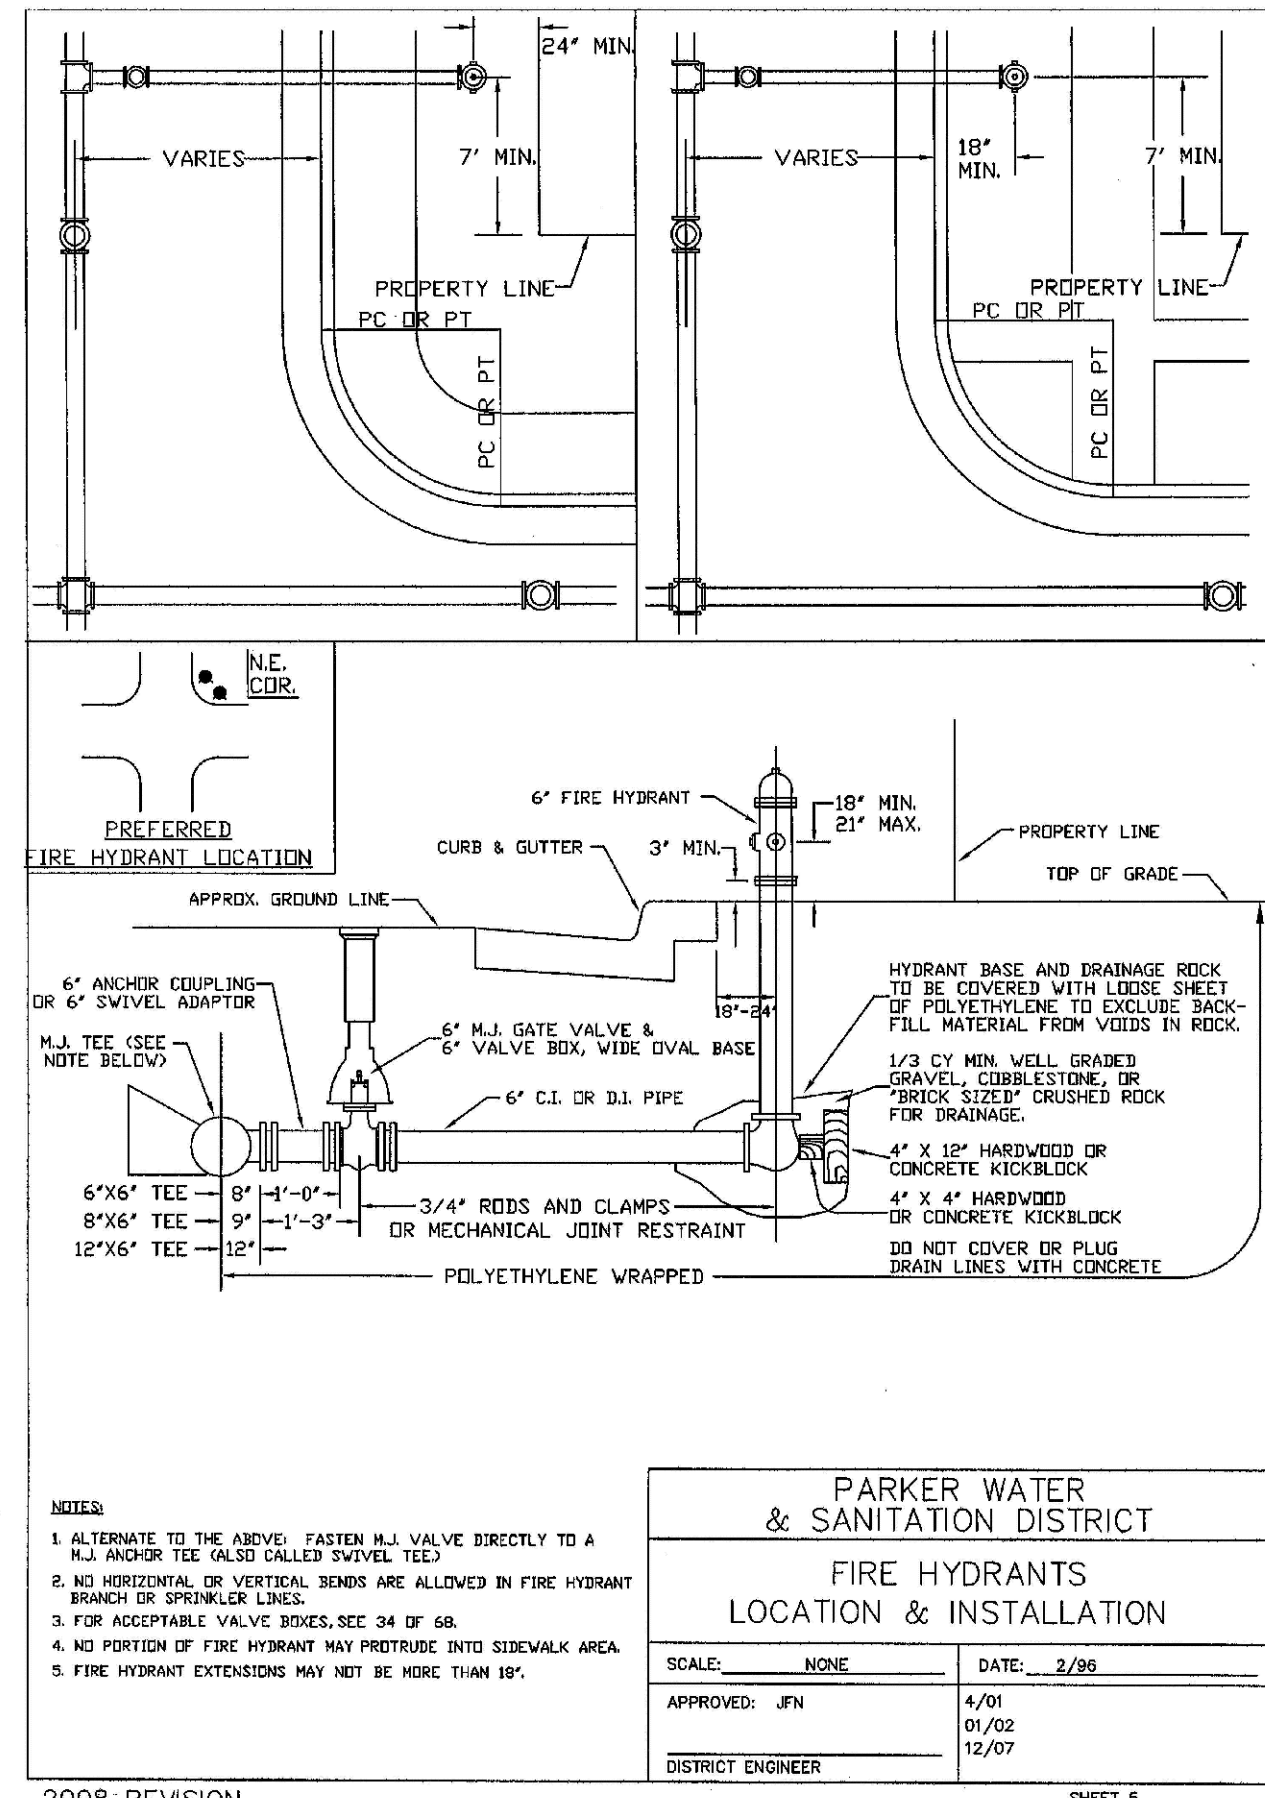 24" MIN.
7' MIN.
VARIES
PROPERTY LINE
PC OR PT
PC OR PT
VARIES
18"
MIN.
7' MIN.
PROPERTY LINE
PC OR PT
PC OR PT
N.E.
COR.
PREFERRED
FIRE HYDRANT LOCATION
6" FIRE HYDRANT
18" MIN.
21" MAX.
CURB & GUTTER
3" MIN.
PROPERTY LINE
TOP OF GRADE
APPROX. GROUND LINE
6" ANCHOR COUPLING
OR 6" SWIVEL ADAPTOR
M.J. TEE (SEE
NOTE BELOW)
6" M.J. GATE VALVE &
6" VALVE BOX, WIDE OVAL BASE
18"-24"
HYDRANT BASE AND DRAINAGE ROCK
TO BE COVERED WITH LOOSE SHEET
OF POLYETHYLENE TO EXCLUDE BACK-
FILL MATERIAL FROM VOIDS IN ROCK.
1/3 CY MIN. WELL GRADED
GRAVEL, COBBLESTONE, OR
"BRICK SIZED" CRUSHED ROCK
FOR DRAINAGE.
6" C.I. OR D.I. PIPE
4" X 12" HARDWOOD OR
CONCRETE KICKBLOCK
4" X 4" HARDWOOD
OR CONCRETE KICKBLOCK
DO NOT COVER OR PLUG
DRAIN LINES WITH CONCRETE
6"X6" TEE 8" 1'-0"
8"X6" TEE 9" 1'-3"
12"X6" TEE 12"
3/4" RODS AND CLAMPS
OR MECHANICAL JOINT RESTRAINT
POLYETHYLENE WRAPPED
NOTES:
1. ALTERNATE TO THE ABOVE: FASTEN M.J. VALVE DIRECTLY TO A
M.J. ANCHOR TEE (ALSO CALLED SWIVEL TEE.)
2. NO HORIZONTAL OR VERTICAL BENDS ARE ALLOWED IN FIRE HYDRANT
BRANCH OR SPRINKLER LINES.
3. FOR ACCEPTABLE VALVE BOXES, SEE 34 OF 68.
4. NO PORTION OF FIRE HYDRANT MAY PROTRUDE INTO SIDEWALK AREA.
5. FIRE HYDRANT EXTENSIONS MAY NOT BE MORE THAN 18".
PARKER WATER
& SANITATION DISTRICT
FIRE HYDRANTS
LOCATION & INSTALLATION
SCALE: NONE
DATE: 2/96
APPROVED: JFN
4/01
01/02
12/07
DISTRICT ENGINEER
2008 REVISION
SHEET 5